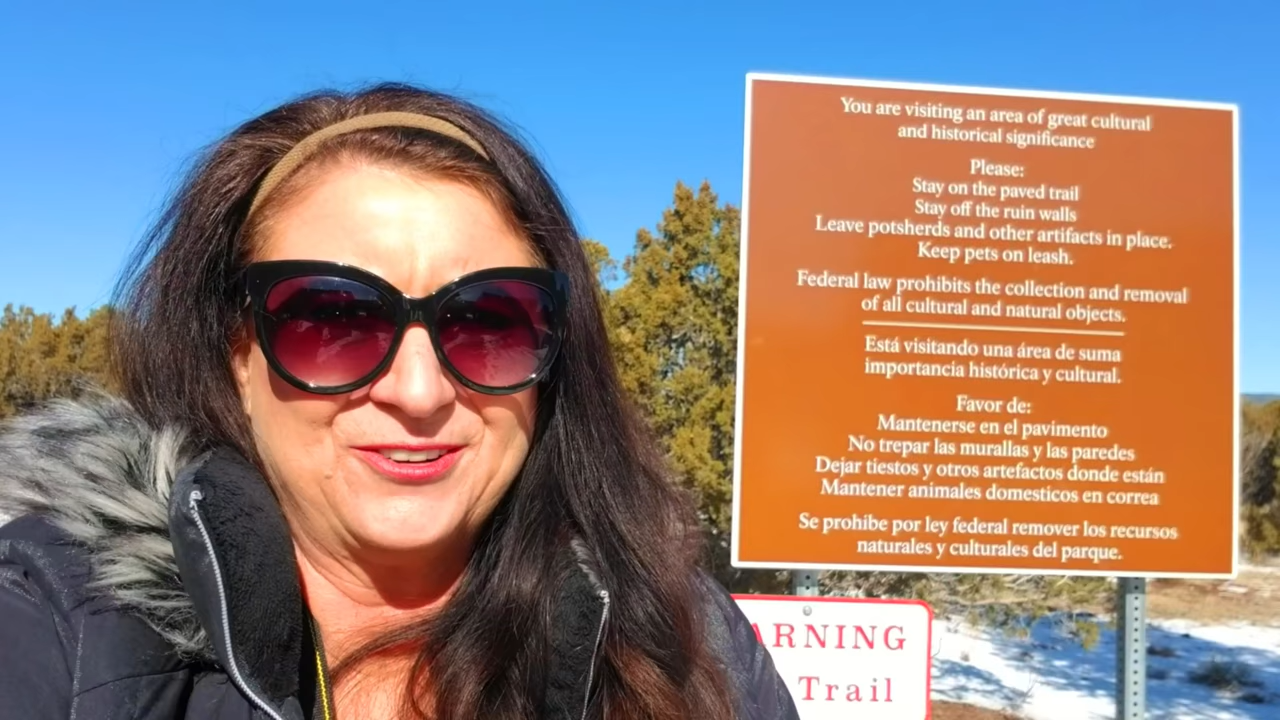 You are visiting an area of great cultural
and historical significance
Please:
Stay on the paved trail
Stay off the ruin walls
Leave potsherds and other artifacts in place.
Keep pets on leash.
Federal law prohibits the collection and removal
of all cultural and natural objects.
Está visitando una área de suma
importancia histórica y cultural.
Favor de:
Mantenerse en el pavimento
No trepar las murallas y las paredes
Dejar tiestos y otros artefactos donde están
Mantener animales domesticos en correa
Se prohibe por ley federal remover los recursos
naturales y culturales del parque.
ARNING
Trail